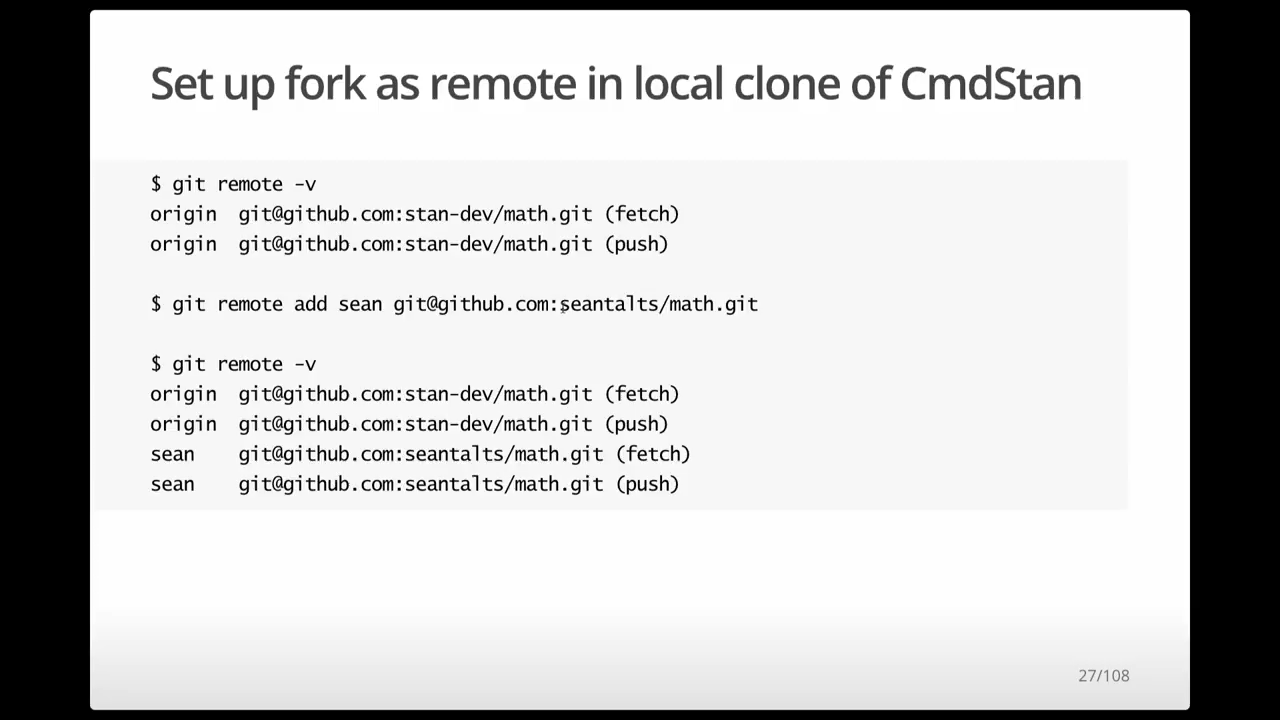 Set up fork as remote in local clone of CmdStan
$ git remote -v
origin  git@github.com:stan-dev/math.git (fetch)
origin  git@github.com:stan-dev/math.git (push)
$ git remote add sean git@github.com:seantalts/math.git
$ git remote -v
origin  git@github.com:stan-dev/math.git (fetch)
origin  git@github.com:stan-dev/math.git (push)
sean    git@github.com:seantalts/math.git (fetch)
sean    git@github.com:seantalts/math.git (push)
27/108